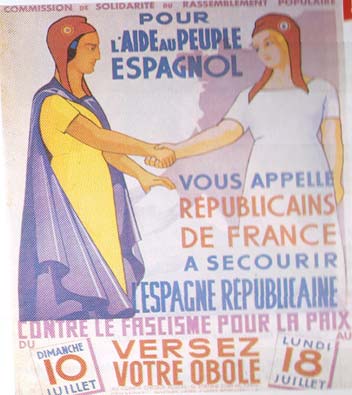 COMMISSION DE SOLIDARITÉ DU RASSEMBLEMENT POPULAIRE
POUR
L'AIDE AU PEUPLE
ESPAGNOL
VOUS APPELLE
RÉPUBLICAINS
DE FRANCE
A SECOURIR
L'ESPAGNE REPUBLICAINE
CONTRE LE FASCISME POUR LA PAIX
DU DIMANCHE 10 JUILLET
VERSEZ
VOTRE OBOLE
AU LUNDI 18 JUILLET